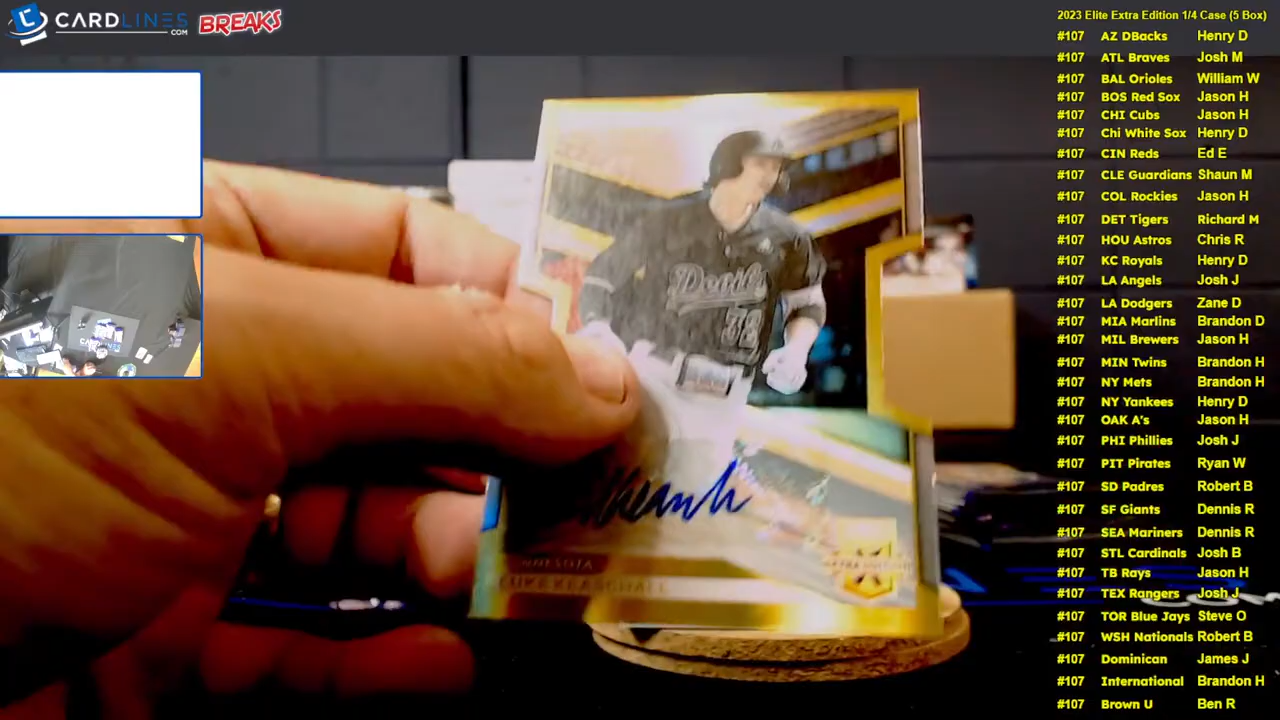 CARDLINES
.COM
BREAKS
2023 Elite Extra Edition 1/4 Case (5 Box)
#107 AZ DBacks Henry D
#107 ATL Braves Josh M
#107 BAL Orioles William W
#107 BOS Red Sox Jason H
#107 CHI Cubs Jason H
#107 Chi White Sox Henry D
#107 CIN Reds Ed E
#107 CLE Guardians Shaun M
#107 COL Rockies Jason H
#107 DET Tigers Richard M
#107 HOU Astros Chris R
#107 KC Royals Henry D
#107 LA Angels Josh J
#107 LA Dodgers Zane D
#107 MIA Marlins Brandon D
#107 MIL Brewers Jason H
#107 MIN Twins Brandon H
#107 NY Mets Brandon H
#107 NY Yankees Henry D
#107 OAK A's Jason H
#107 PHI Phillies Josh J
#107 PIT Pirates Ryan W
#107 SD Padres Robert B
#107 SF Giants Dennis R
#107 SEA Mariners Dennis R
#107 STL Cardinals Josh B
#107 TB Rays Jason H
#107 TEX Rangers Josh J
#107 TOR Blue Jays Steve O
#107 WSH Nationals Robert B
#107 Dominican James J
#107 International Brandon H
#107 Brown U Ben R
Devils
LUKE KEASCHALL